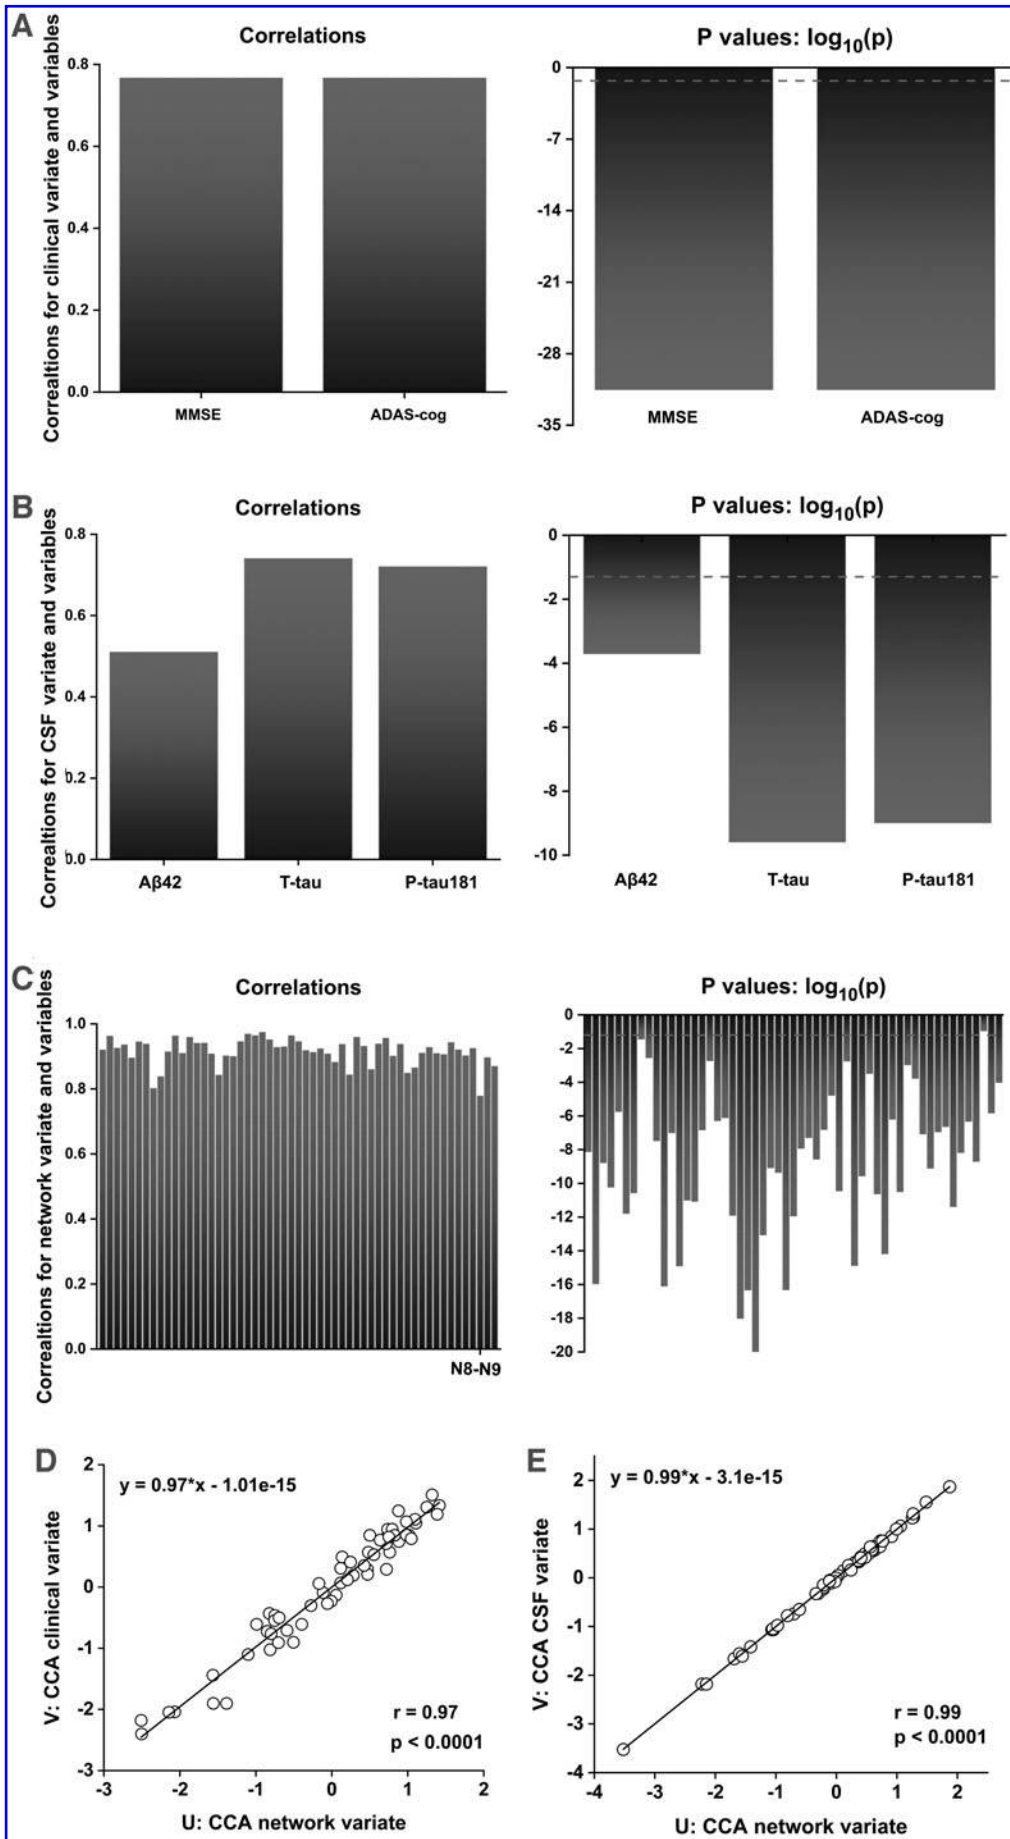 A
Correlations
P values: log10(p)
Correaltions for clinical variate and variables
0.8
0.6
0.4
0.2
0.0
MMSE
ADAS-cog
0
-7
-14
-21
-28
-35
MMSE
ADAS-cog
B
Correlations
P values: log10(p)
Correaltions for CSF variate and variables
0.8
0.6
0.4
0.2
0.0
Aβ42
T-tau
P-tau181
0
-2
-4
-6
-8
-10
Aβ42
T-tau
P-tau181
C
Correlations
P values: log10(p)
Correaltions for network variate and variables
1.0
0.8
0.6
0.4
0.2
0.0
N8-N9
0
-2
-4
-6
-8
-10
-12
-14
-16
-18
-20
D
y = 0.97*x - 1.01e-15
V: CCA clinical variate
2
1
0
-1
-2
-3
r = 0.97
p < 0.0001
-3
-2
-1
0
1
2
U: CCA network variate
E
y = 0.99*x - 3.1e-15
V: CCA CSF variate
2
1
0
-1
-2
-3
-4
r = 0.99
p < 0.0001
-4
-3
-2
-1
0
1
2
U: CCA network variate